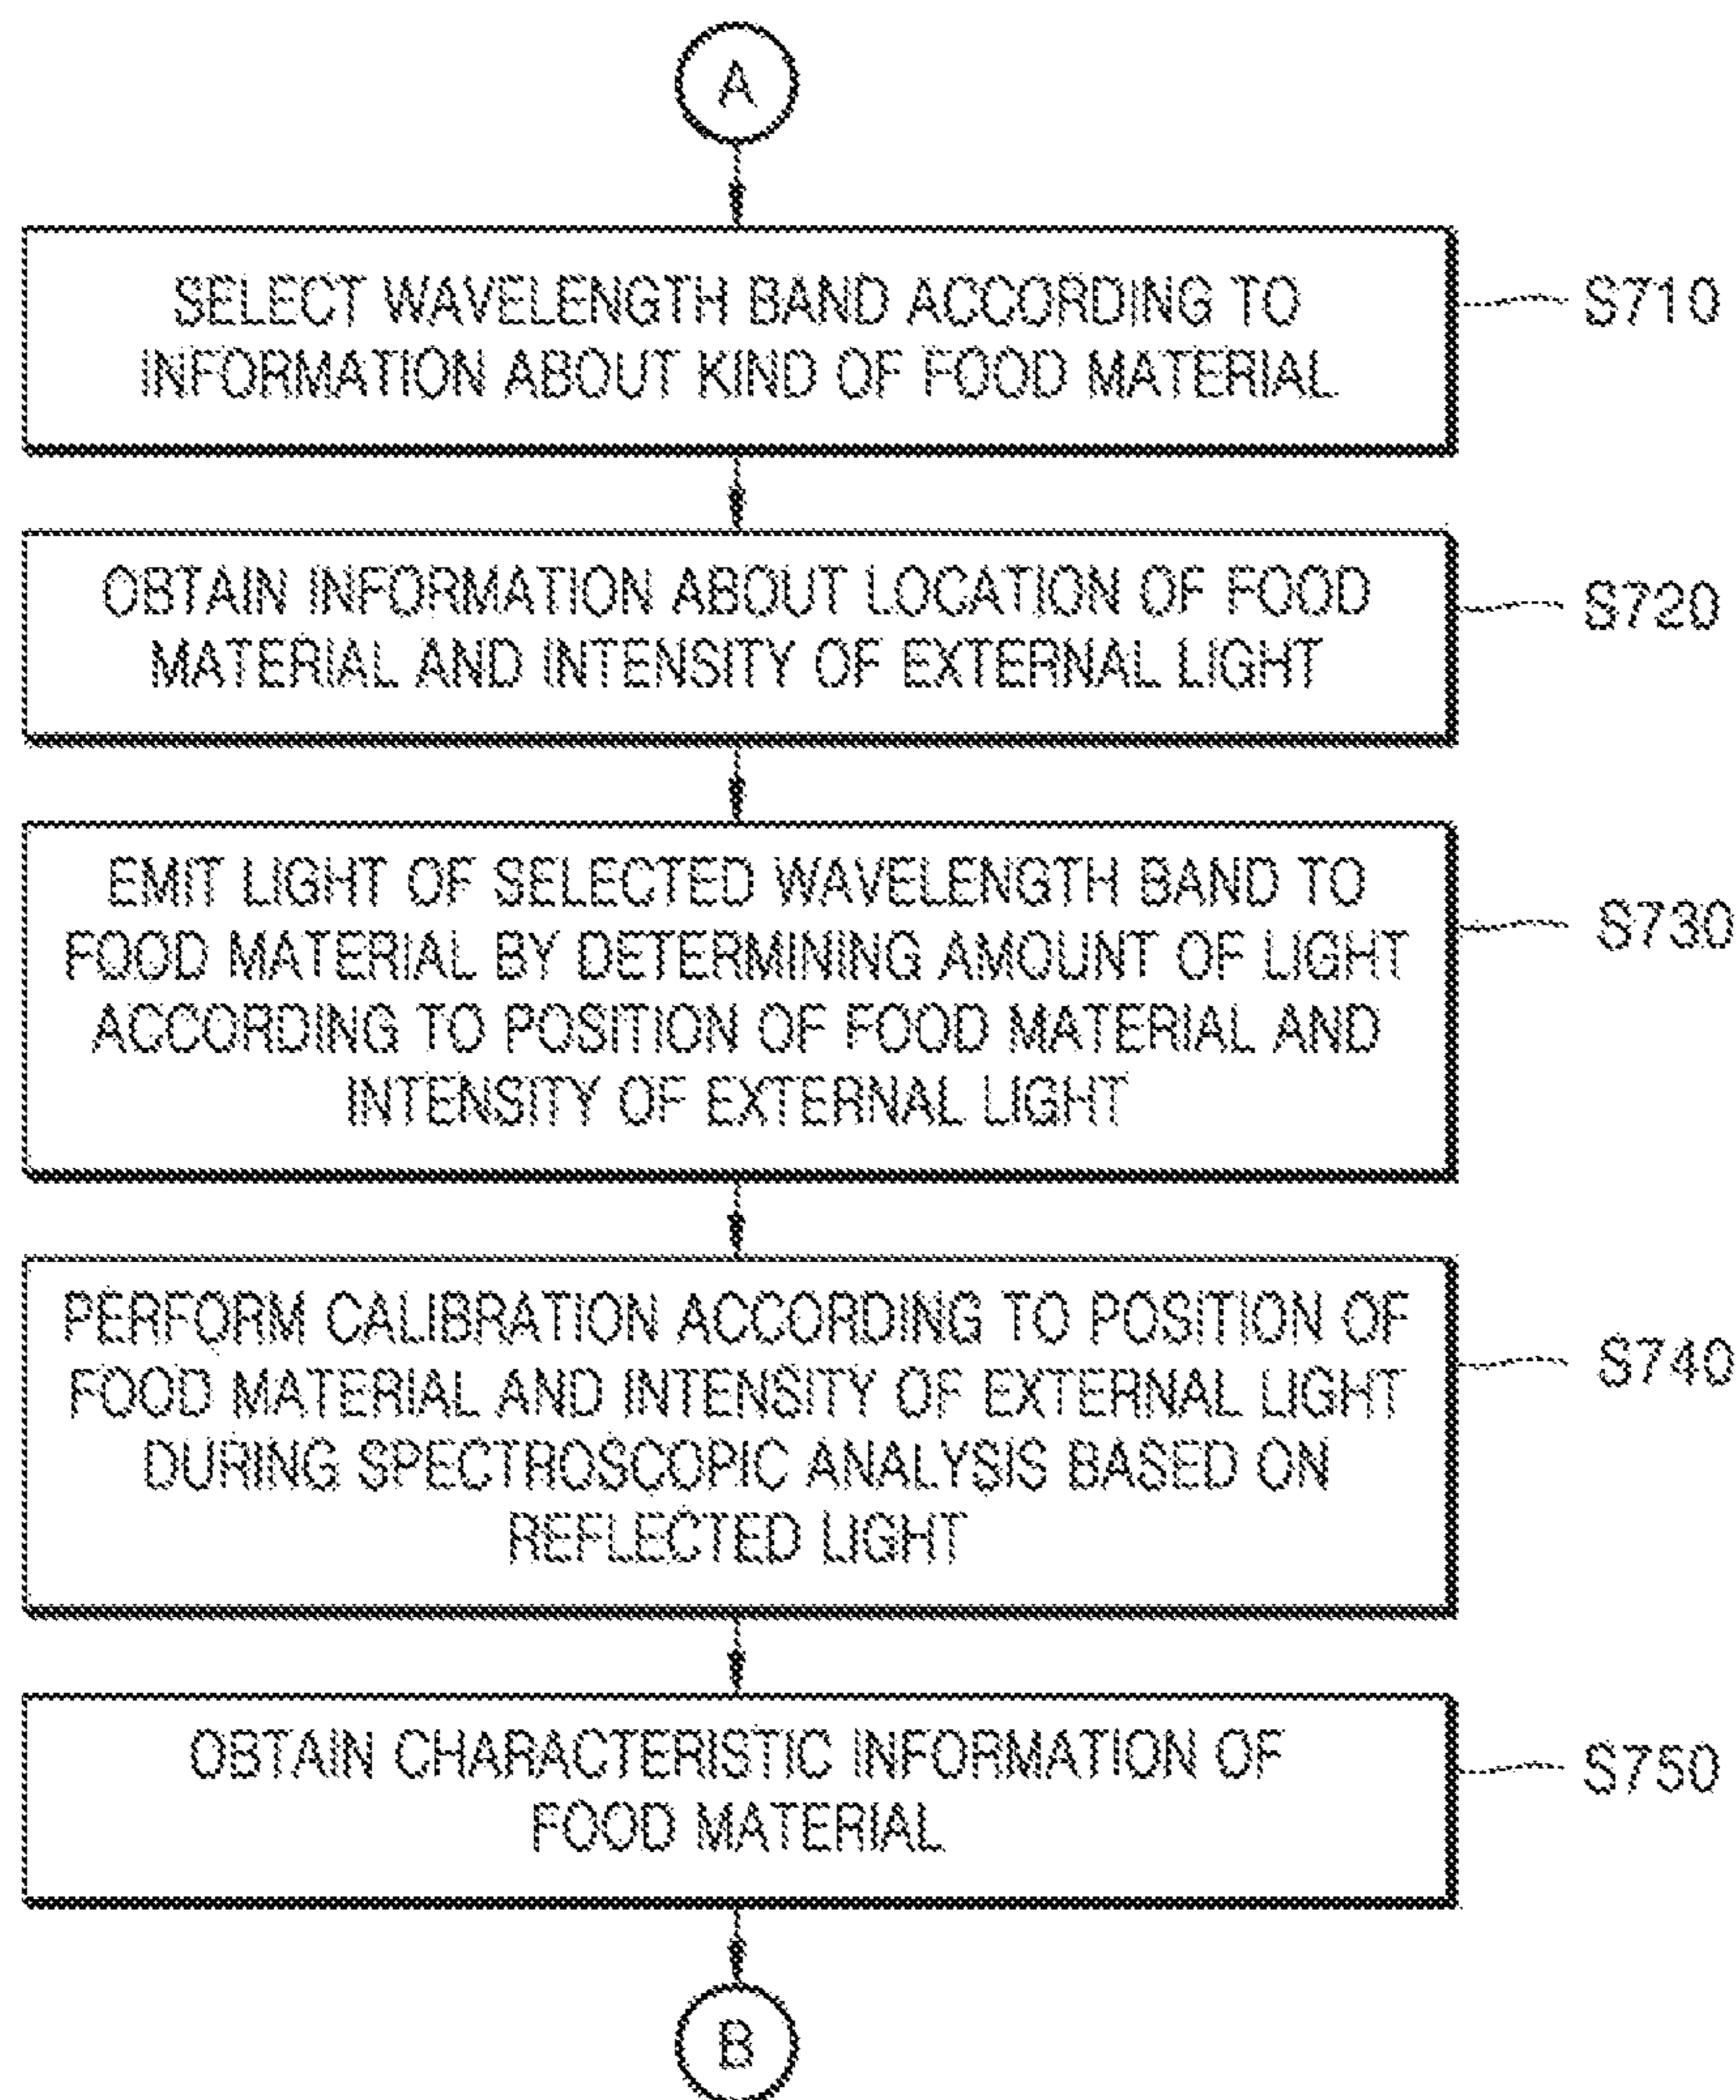 A
SELECT WAVELENGTH BAND ACCORDING TO
INFORMATION ABOUT KIND OF FOOD MATERIAL
S710
OBTAIN INFORMATION ABOUT LOCATION OF FOOD
MATERIAL AND INTENSITY OF EXTERNAL LIGHT
S720
EMIT LIGHT OF SELECTED WAVELENGTH BAND TO
FOOD MATERIAL BY DETERMINING AMOUNT OF LIGHT
ACCORDING TO POSITION OF FOOD MATERIAL AND
INTENSITY OF EXTERNAL LIGHT
S730
PERFORM CALIBRATION ACCORDING TO POSITION OF
FOOD MATERIAL AND INTENSITY OF EXTERNAL LIGHT
DURING SPECTROSCOPIC ANALYSIS BASED ON
REFLECTED LIGHT
S740
OBTAIN CHARACTERISTIC INFORMATION OF
FOOD MATERIAL
S750
B